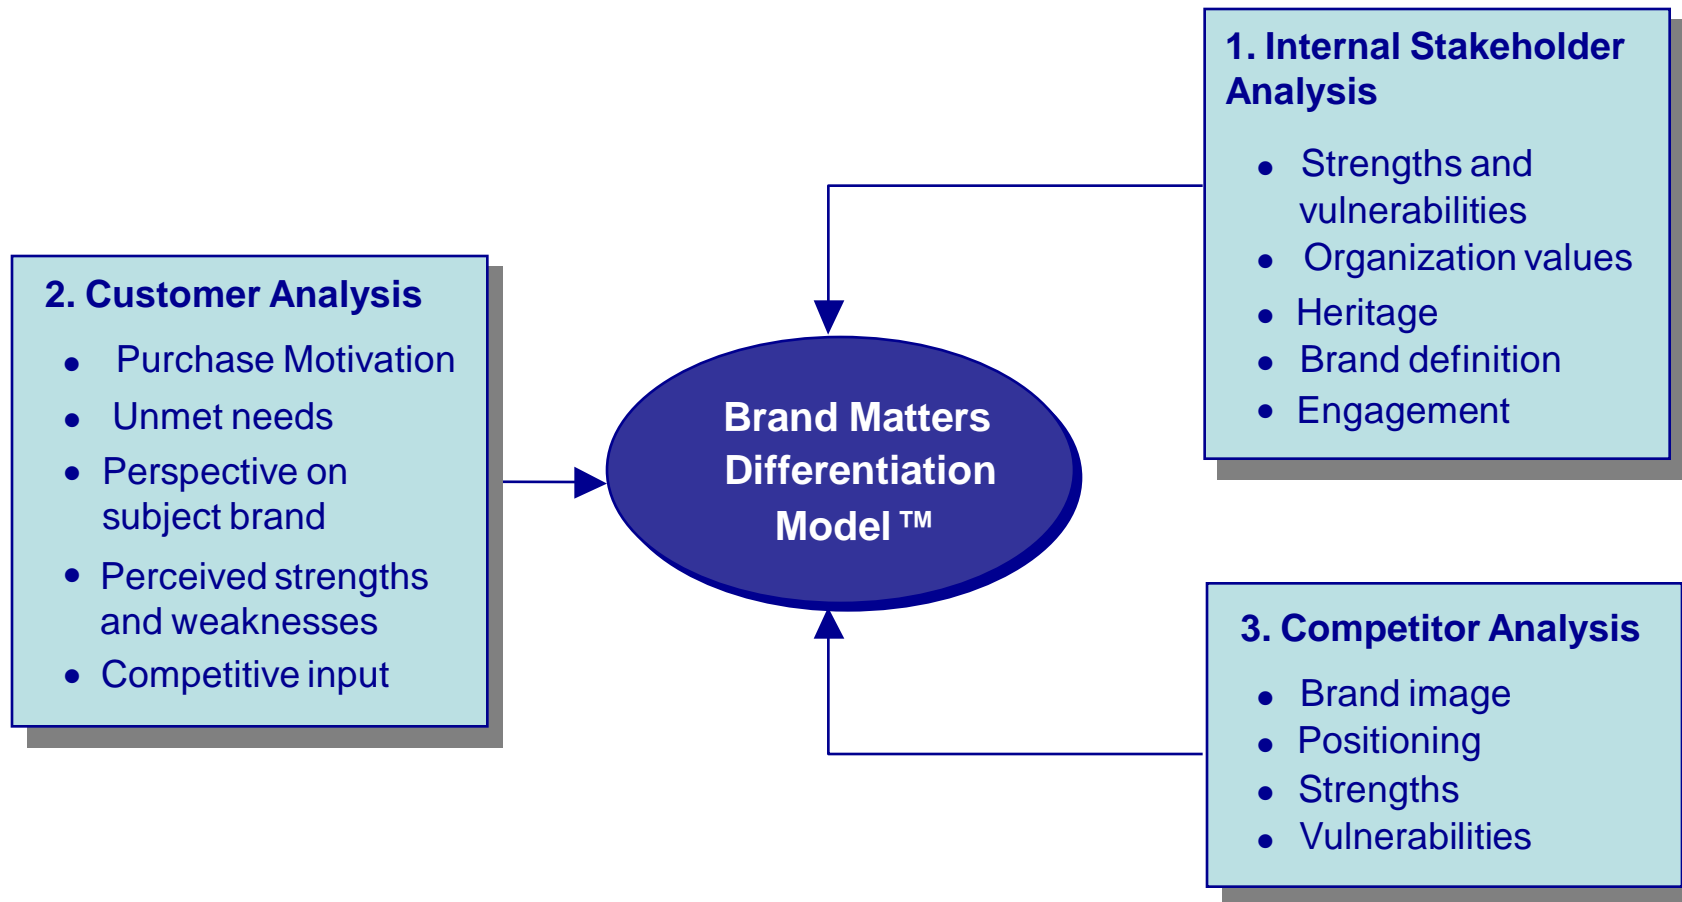 1. Internal Stakeholder
Analysis
• Strengths and
vulnerabilities
• Organization values
• Heritage
• Brand definition
• Engagement
2. Customer Analysis
• Purchase Motivation
• Unmet needs
• Perspective on
subject brand
• Perceived strengths
and weaknesses
• Competitive input
Brand Matters
Differentiation
Model ™
3. Competitor Analysis
• Brand image
• Positioning
• Strengths
• Vulnerabilities